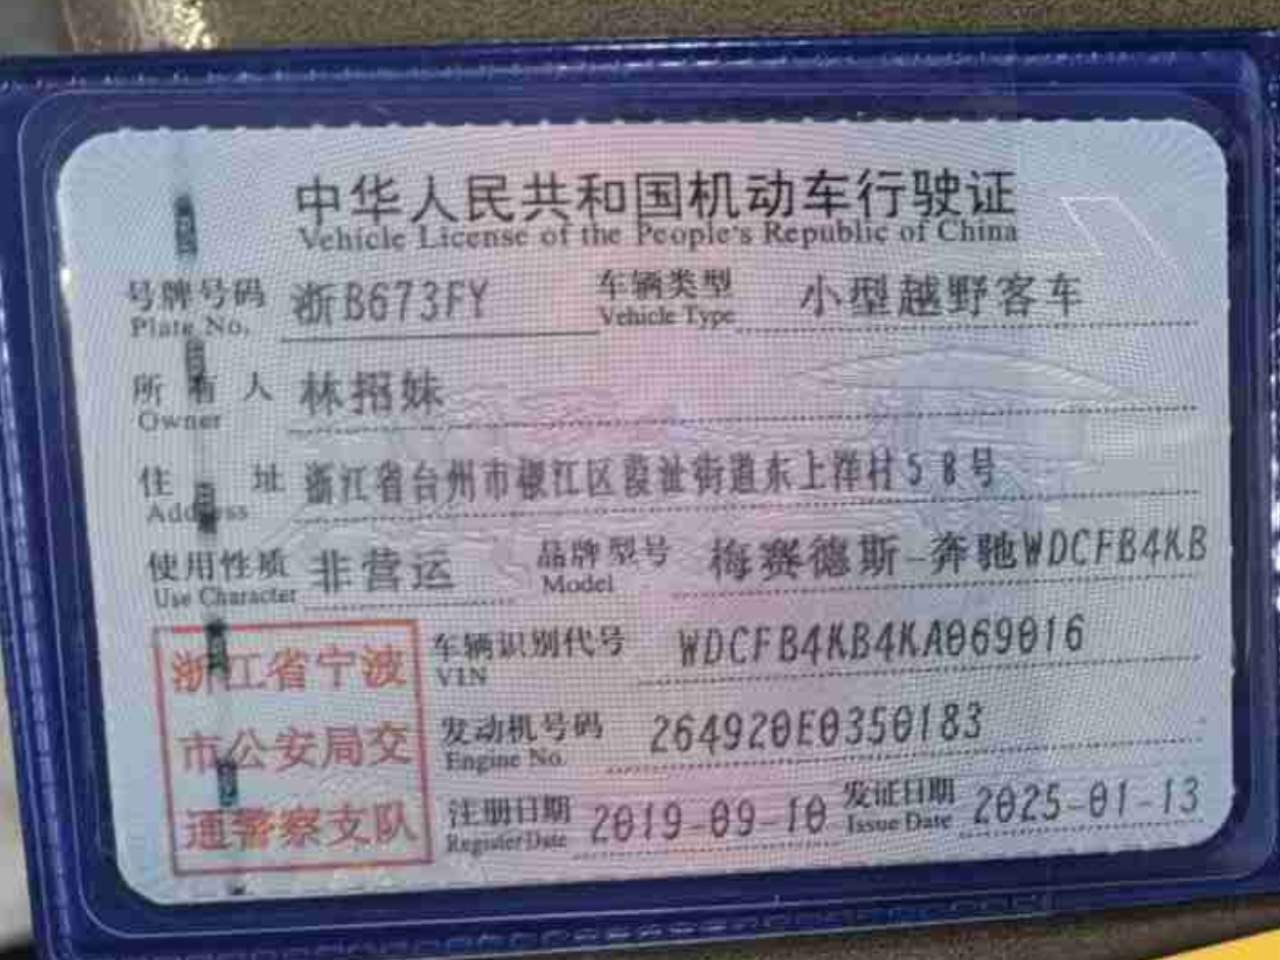 中华人民共和国机动车行驶证
Vehicle License of the People's Republic of China
号牌号码 浙B673FY 车辆类型 小型越野客车
Plate No. Vehicle Type
所有人 林招妹
Owner
住址 浙江省台州市椒江区葭沚街道东上洋村58号
Address
使用性质 非营运 品牌型号 梅赛德斯-奔驰WDCFB4KB
Use Character Model
浙江省宁波
市公安局交
通警察支队
车辆识别代号 WDCFB4KB4KA069016
VIN
发动机号码 264920E0350183
Engine No.
注册日期 2019-09-10 发证日期 2025-01-13
Register Date Issue Date